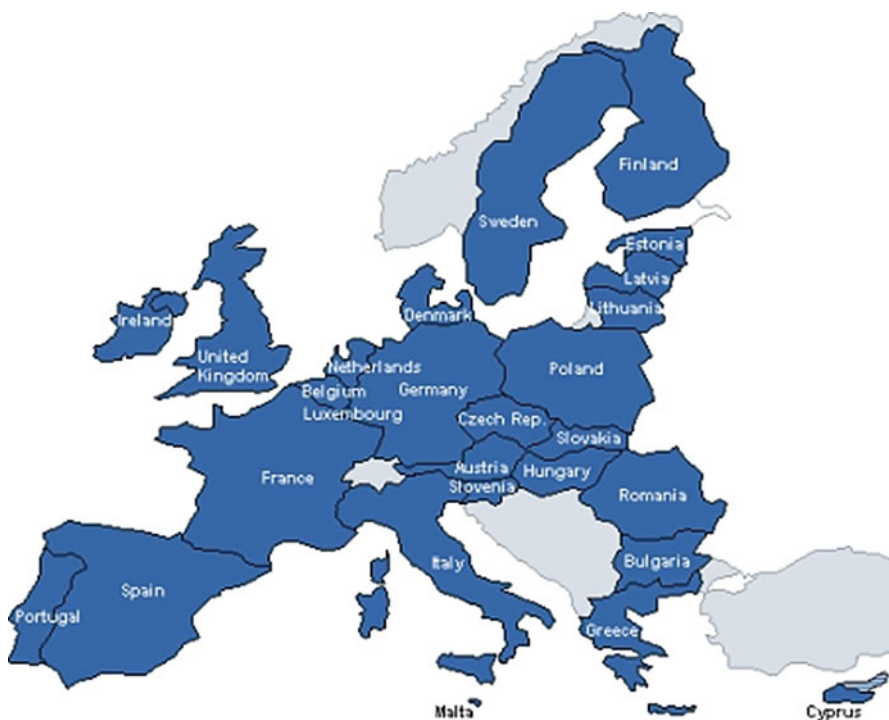 Finland
Sweden
Estonia
Latvia
Lithuania
Denmark
Ireland
United
Kingdom
Netherlands
Belgium
Germany
Luxembourg
Poland
Czech Rep.
Slovakia
Austria
Hungary
Slovenia
France
Romania
Italy
Bulgaria
Spain
Portugal
Greece
Malta
Cyprus